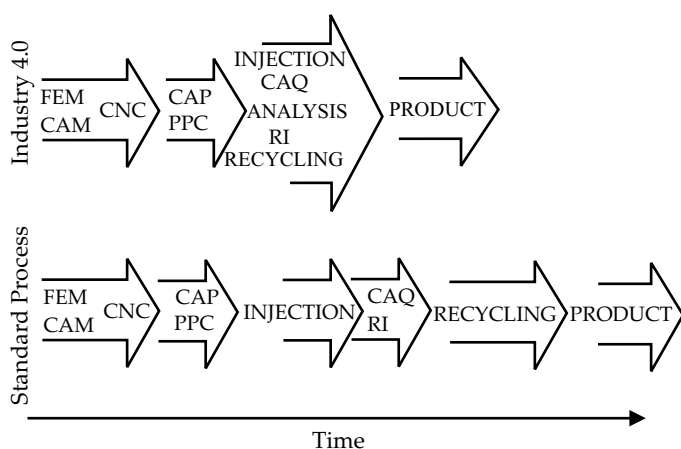 Industry 4.0
FEM
CAM
CNC
CAP
PPC
INJECTION
CAQ
ANALYSIS
RI
RECYCLING
PRODUCT
Standard Process
FEM
CAM
CNC
CAP
PPC
INJECTION
CAQ
RI
RECYCLING
PRODUCT
Time